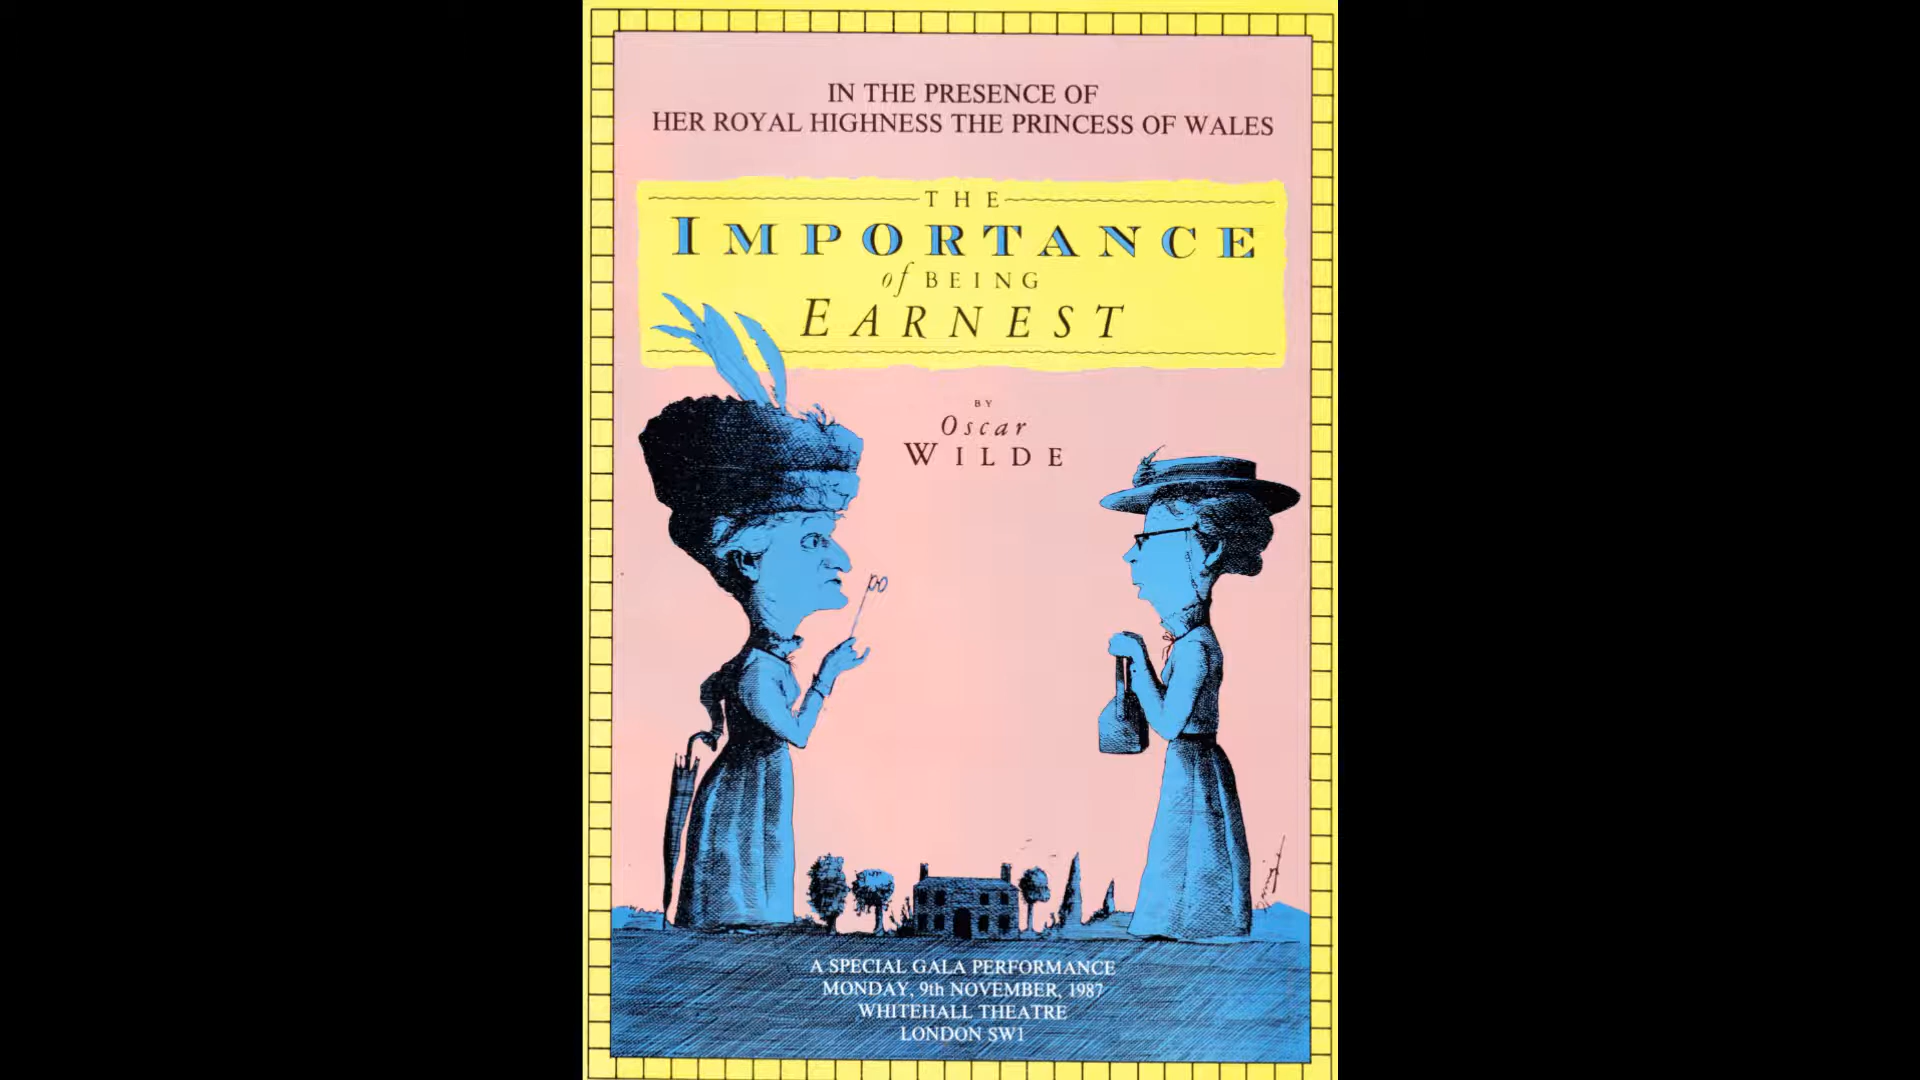 IN THE PRESENCE OF
HER ROYAL HIGHNESS THE PRINCESS OF WALES
THE
IMPORTANCE
of BEING
EARNEST
BY
Oscar
WILDE
A SPECIAL GALA PERFORMANCE
MONDAY, 9th NOVEMBER, 1987
WHITEHALL THEATRE
LONDON SW1